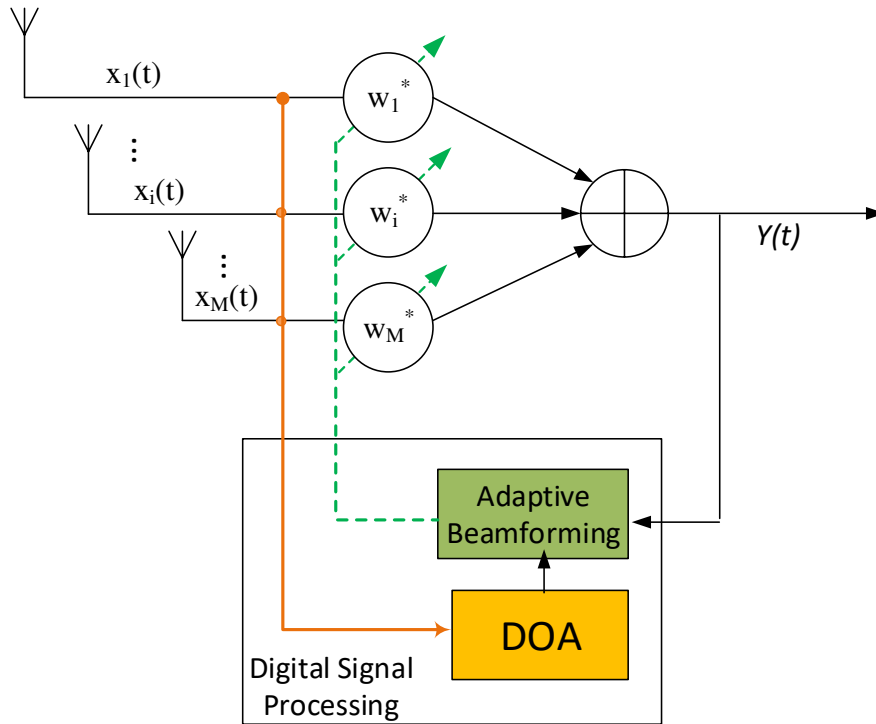 x1(t)
w1*
⋮
xi(t)
wi*
Y(t)
⋮
xM(t)
wM*
Adaptive
Beamforming
DOA
Digital Signal
Processing